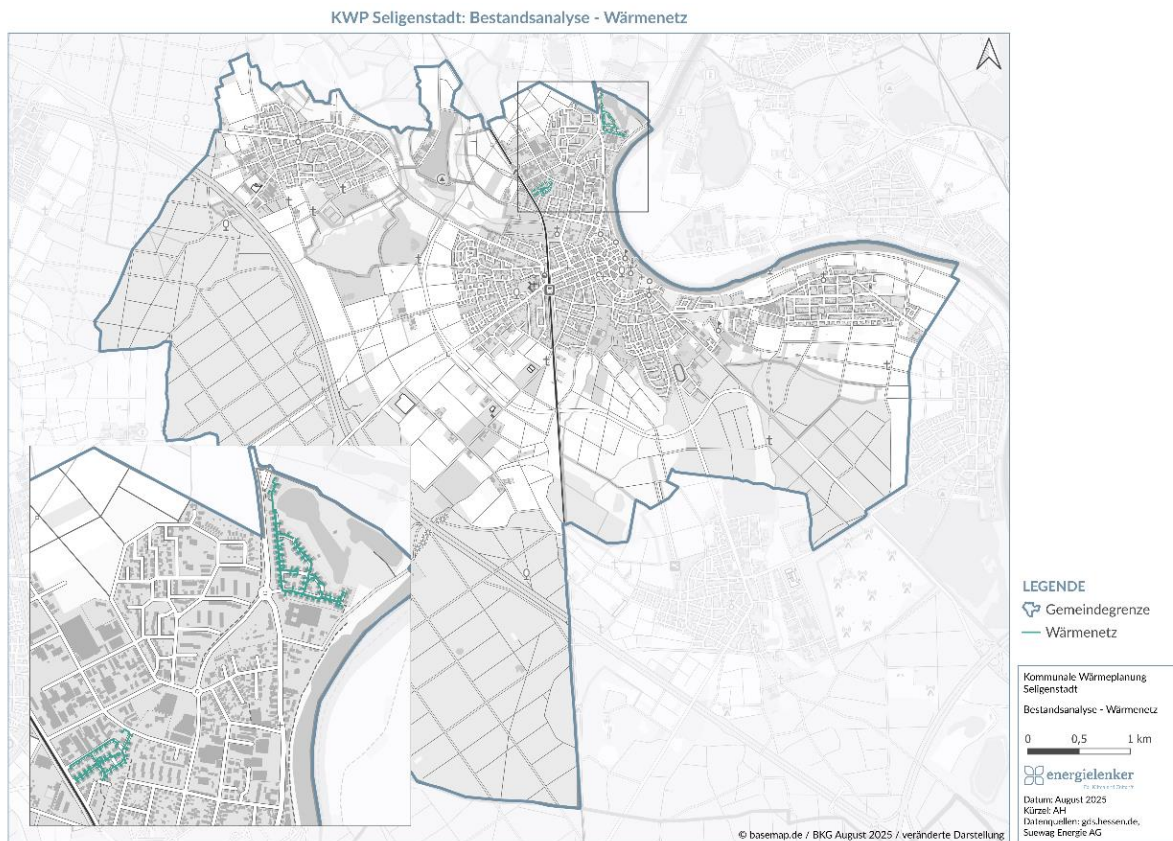 KWP Seligenstadt: Bestandsanalyse - Wärmenetz
LEGENDE
Gemeindegrenze
Wärmenetz
Kommunale Wärmeplanung
Seligenstadt
Bestandsanalyse - Wärmenetz
0 0,5 1 km
energielenker
Datum: August 2025
Kürzel: AH
Datenquellen: gds.hessen.de,
Suewag Energie AG
© basemap.de / BKG August 2025 / veränderte Darstellung